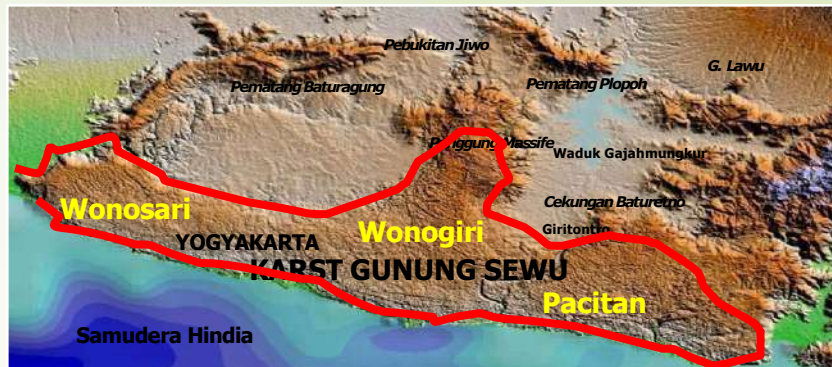 Pebukitan Jiwo
G. Lawu
Pematang Baturagung
Pematang Plopoh
Panggung Massife
Waduk Gajahmungkur
Wonosari
Cekungan Baturetno
Wonogiri
Giritontro
YOGYAKARTA
KARST GUNUNG SEWU
Pacitan
Samudera Hindia